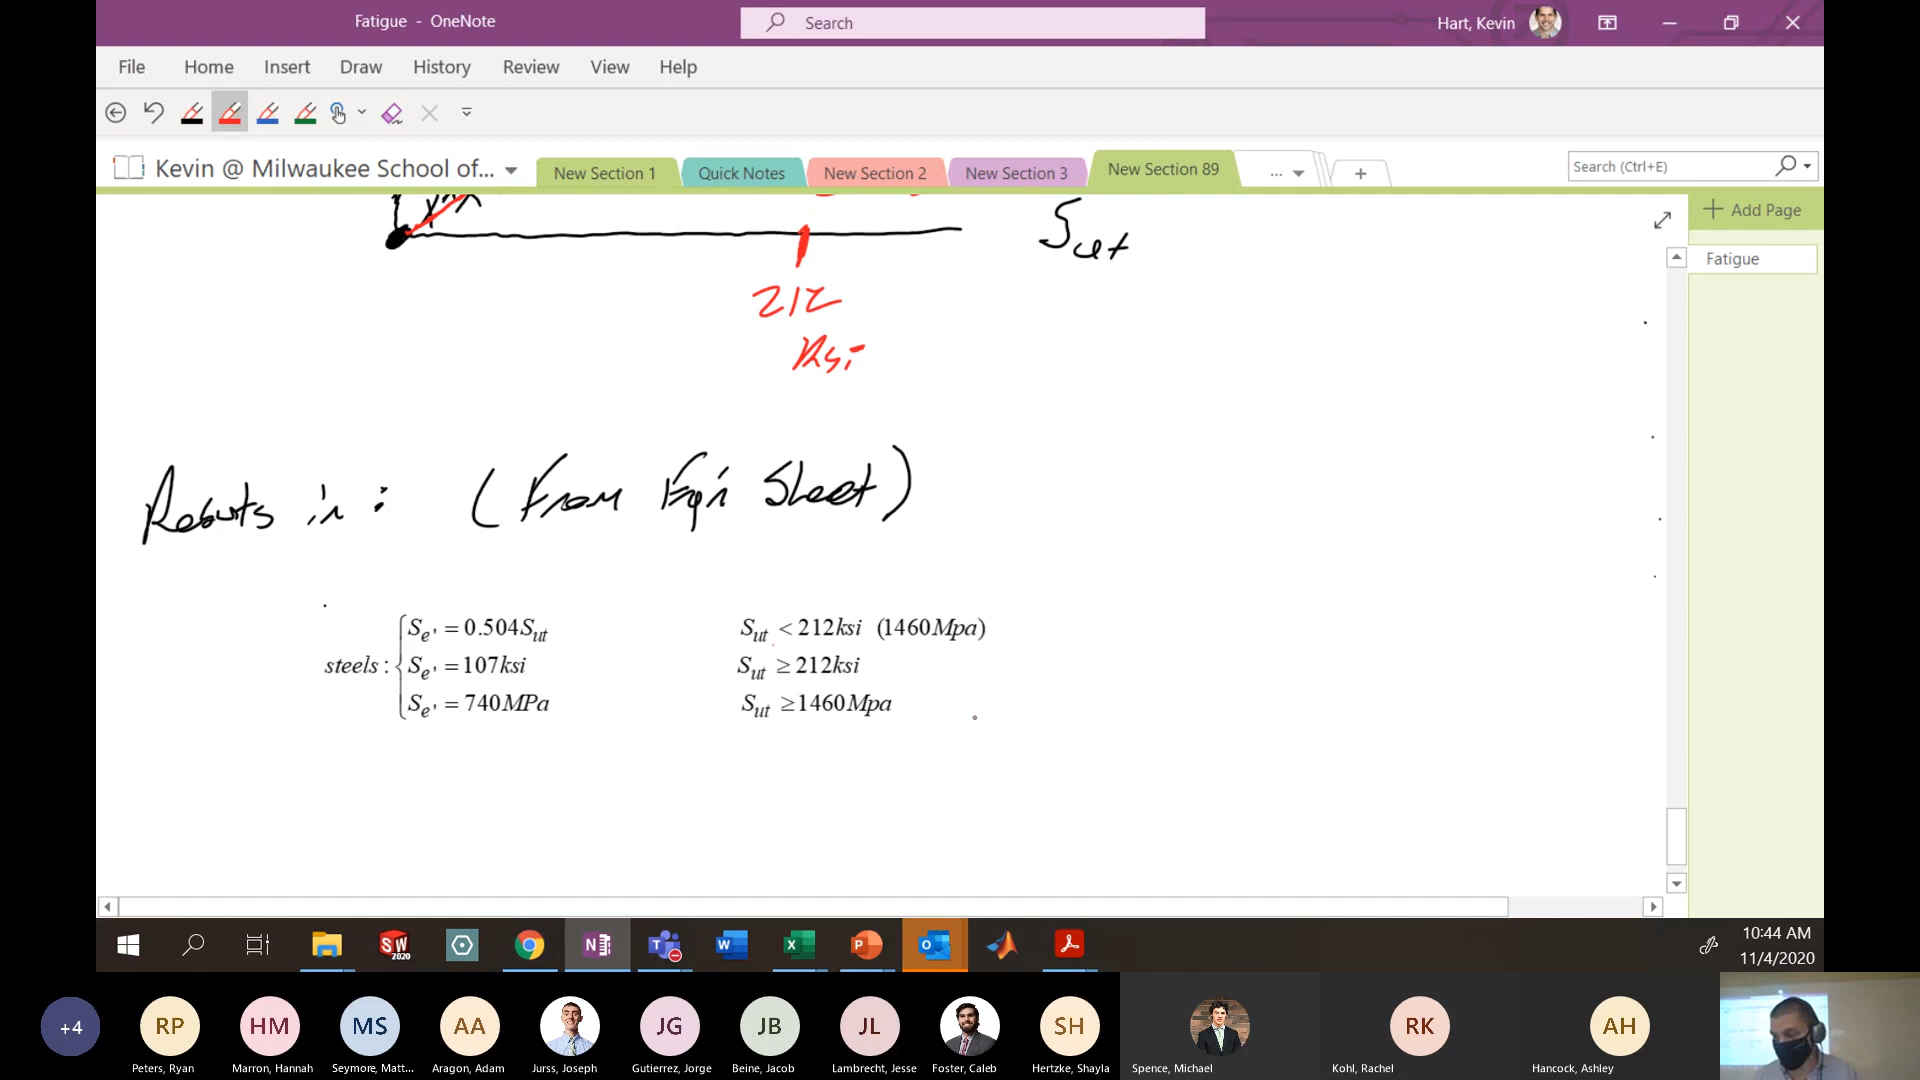 Fatigue - OneNote
Search
Hart, Kevin
File Home Insert Draw History Review View Help
Kevin @ Milwaukee School of...
New Section 1
Quick Notes
New Section 2
New Section 3
New Section 89
...
Search (Ctrl+E)
Add Page
Fatigue
Sut
212
Ksi
Results in: (From Eq'n Sheet)
steels:
Se' = 0.504Sut Sut < 212ksi (1460Mpa)
Se' = 107ksi Sut ≥ 212ksi
Se' = 740MPa Sut ≥1460Mpa
SW
2020
10:44 AM
11/4/2020
+4
RP
HM
MS
AA
JG
JB
JL
SH
RK
AH
Peters, Ryan
Marron, Hannah
Seymore, Matt...
Aragon, Adam
Jurss, Joseph
Gutierrez, Jorge
Beine, Jacob
Lambrecht, Jesse
Foster, Caleb
Hertzke, Shayla
Spence, Michael
Kohl, Rachel
Hancock, Ashley